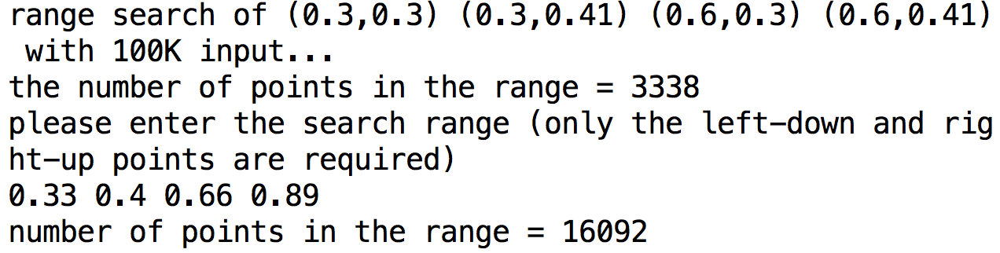 range search of (0.3,0.3) (0.3,0.41) (0.6,0.3) (0.6,0.41)
 with 100K input...
the number of points in the range = 3338
please enter the search range (only the left-down and rig
ht-up points are required)
0.33 0.4 0.66 0.89
number of points in the range = 16092